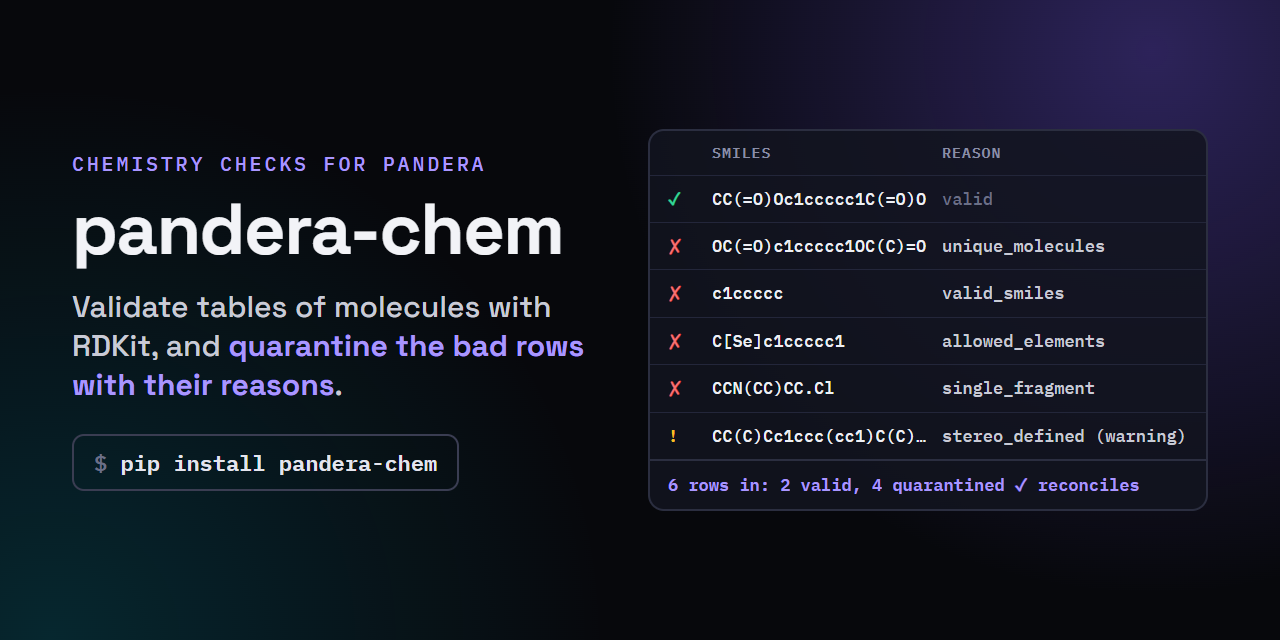 CHEMISTRY CHECKS FOR PANDERA
pandera-chem
Validate tables of molecules with
RDKit, and quarantine the bad rows
with their reasons.
$ pip install pandera-chem
SMILES REASON
✓ CC(=O)Oc1ccccc1C(=O)O valid
✗ OC(=O)c1ccccc1OC(C)=O unique_molecules
✗ c1ccccc valid_smiles
✗ C[Se]c1ccccc1 allowed_elements
✗ CCN(CC)CC.Cl single_fragment
! CC(C)Cc1ccc(cc1)C(C)… stereo_defined (warning)
6 rows in: 2 valid, 4 quarantined ✓ reconciles